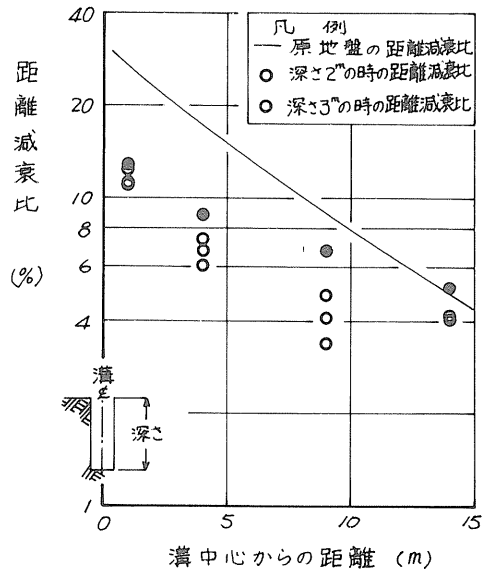 凡 例
原地盤の距離減衰比
深さ2mの時の距離減衰比
深さ3mの時の距離減衰比
距離減衰比
(%)
40
20
10
8
6
4
1
溝
℄
深さ
0
5
10
15
溝中心からの距離 (m)